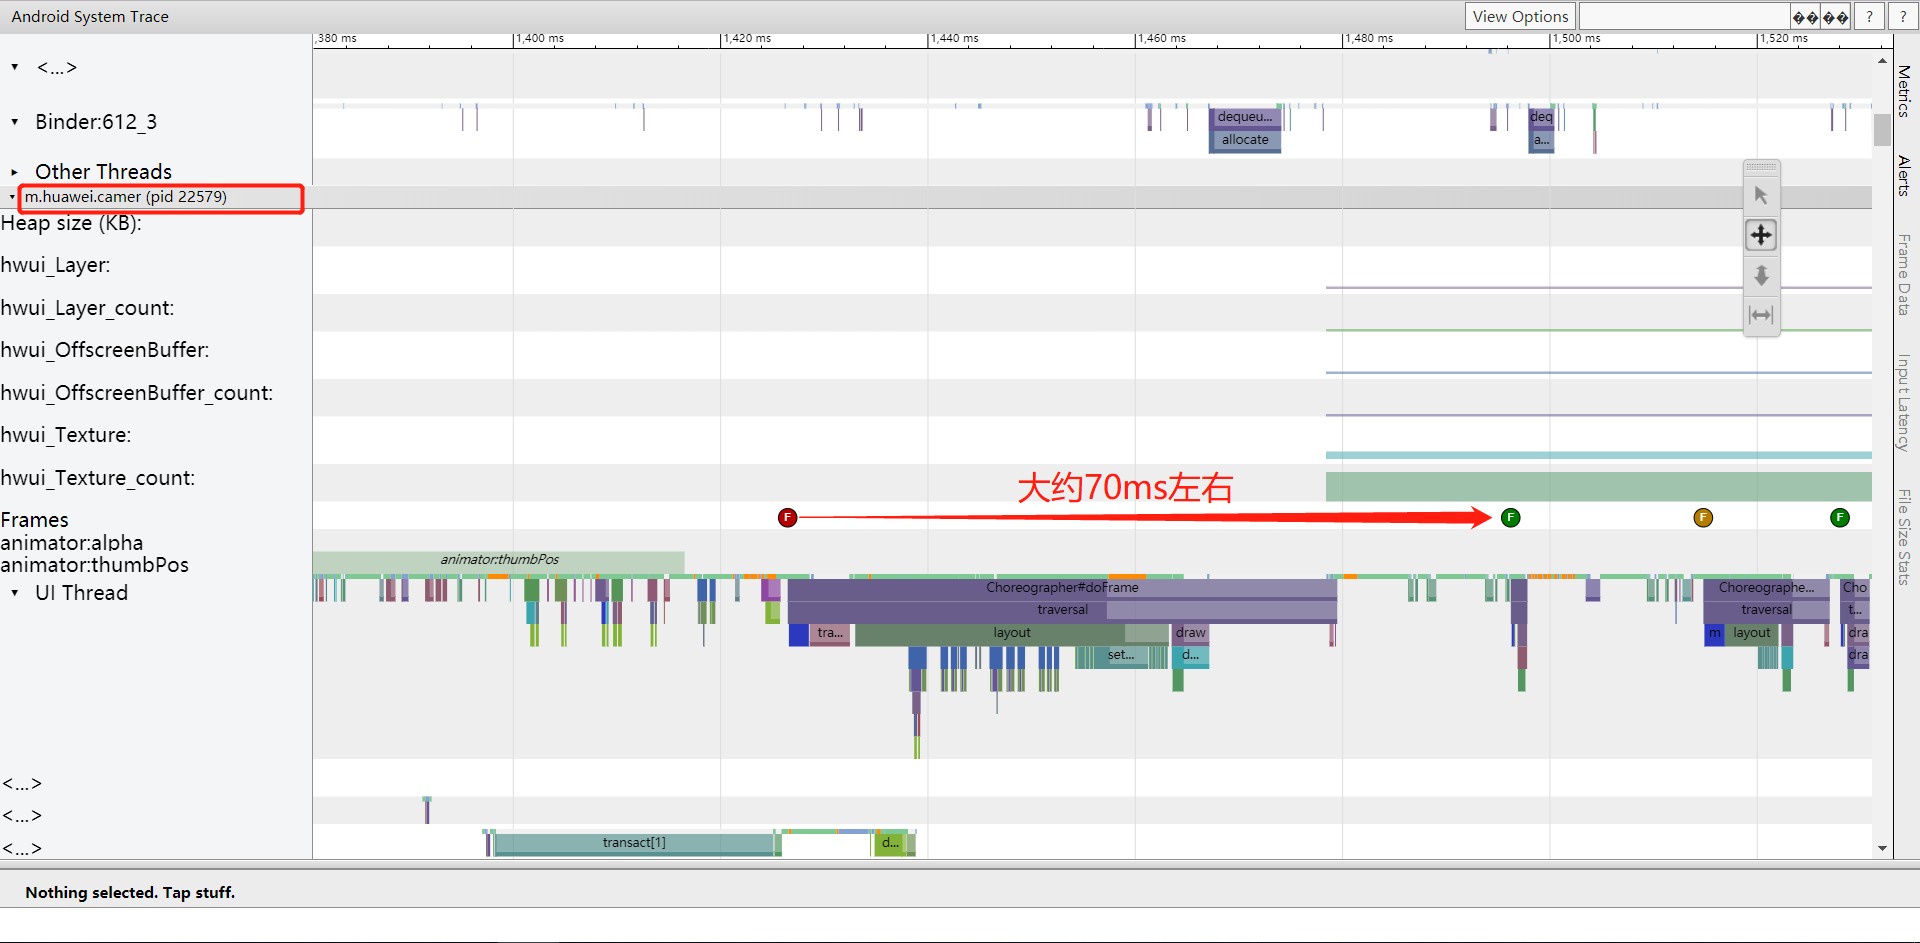 Android System Trace
View Options
?
?
1,380 ms
1,400 ms
1,420 ms
1,440 ms
1,460 ms
1,480 ms
1,500 ms
1,520 ms
<...>
Binder:612_3
dequeu...
deq
allocate
a...
Other Threads
m.huawei.camer (pid 22579)
Heap size (KB):
hwui_Layer:
hwui_Layer_count:
hwui_OffscreenBuffer:
hwui_OffscreenBuffer_count:
hwui_Texture:
hwui_Texture_count:
大约70ms左右
Frames
F
F
F
F
animator:alpha
animator:thumbPos
animator:thumbPos
UI Thread
Choreographer#doFrame
Choreographe...
Cho
traversal
traversal
t...
tra...
layout
draw
m
layout
dra
set...
d...
dra
<...>
<...>
<...>
transact[1]
d...
Metrics
Alerts
Frame Data
Input Latency
File Size Stats
Nothing selected. Tap stuff.